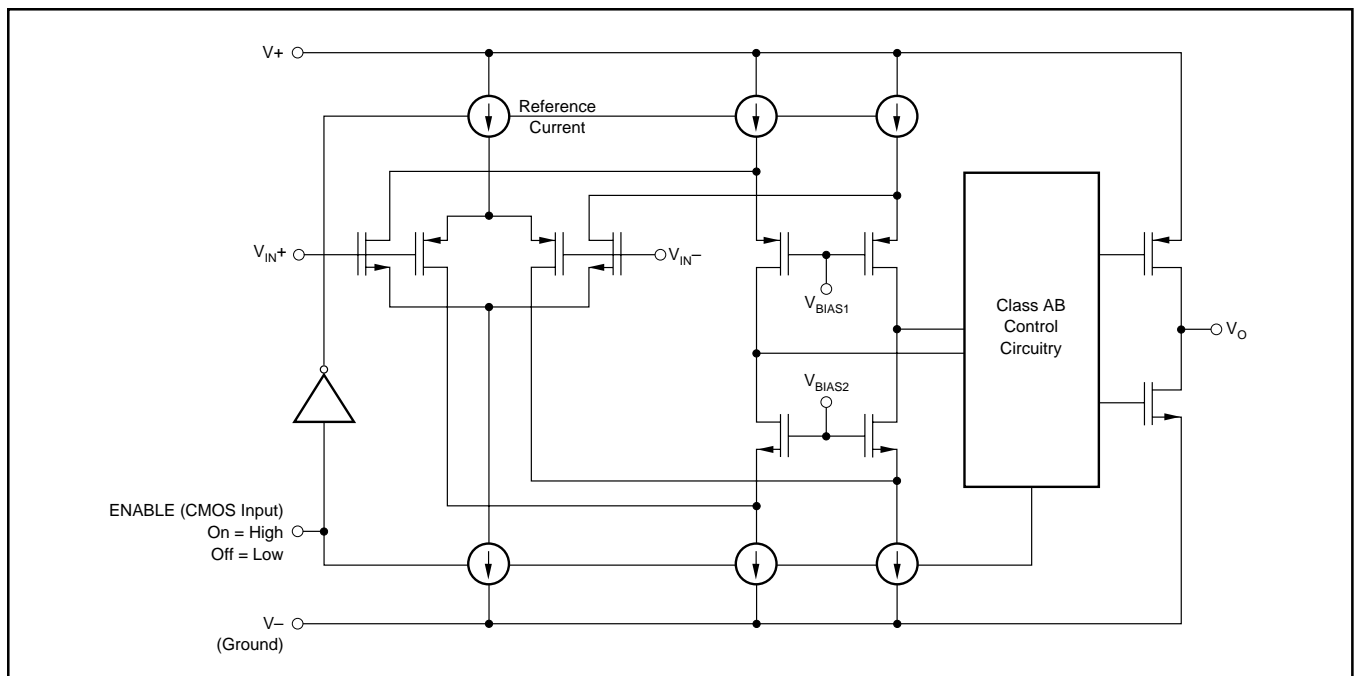 V+
Reference
Current
V_IN+
V_IN–
V_BIAS1
Class AB
Control
Circuitry
V_O
V_BIAS2
ENABLE (CMOS Input)
On = High
Off = Low
V–
(Ground)